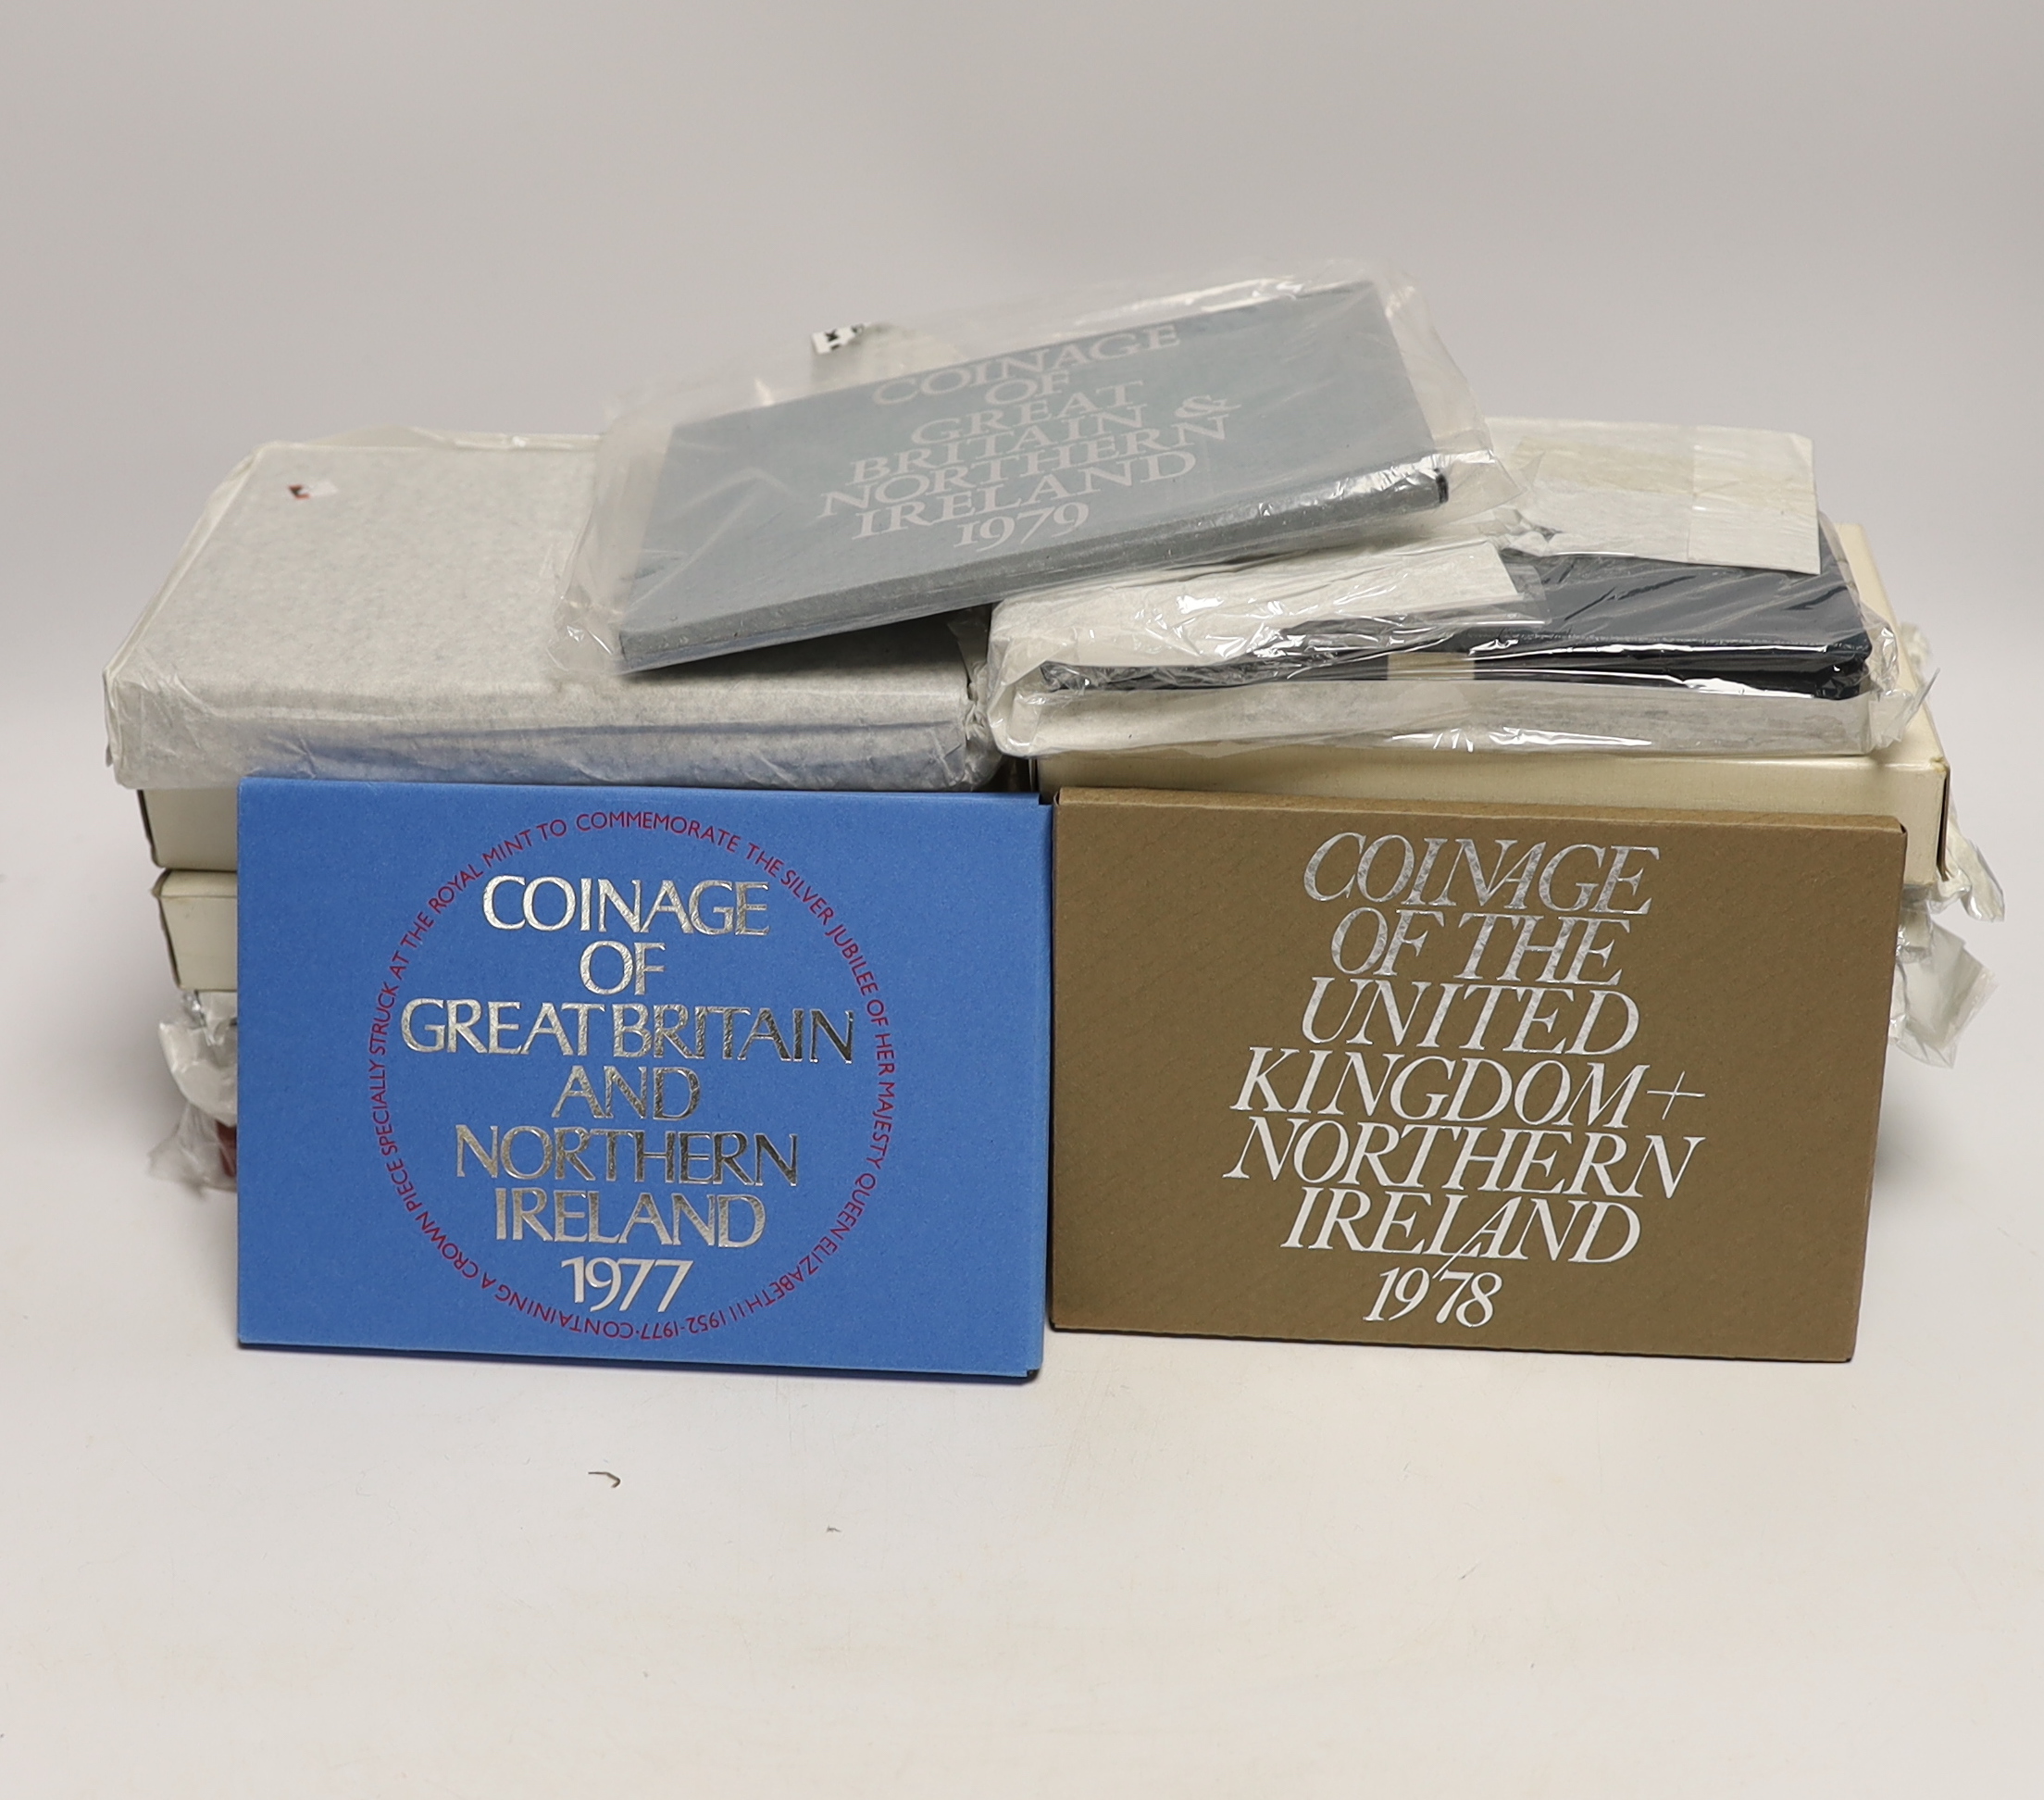 COINAGE
OF
GREAT
BRITAIN &
NORTHERN
IRELAND
1979
CONTAINING A CROWN PIECE SPECIALLY STRUCK AT THE ROYAL MINT TO COMMEMORATE THE SILVER JUBILEE OF HER MAJESTY QUEEN ELIZABETH II 1952-1977·
COINAGE
OF
GREAT BRITAIN
AND
NORTHERN
IRELAND
1977
COINAGE
OF THE
UNITED
KINGDOM+
NORTHERN
IRELAND
1978